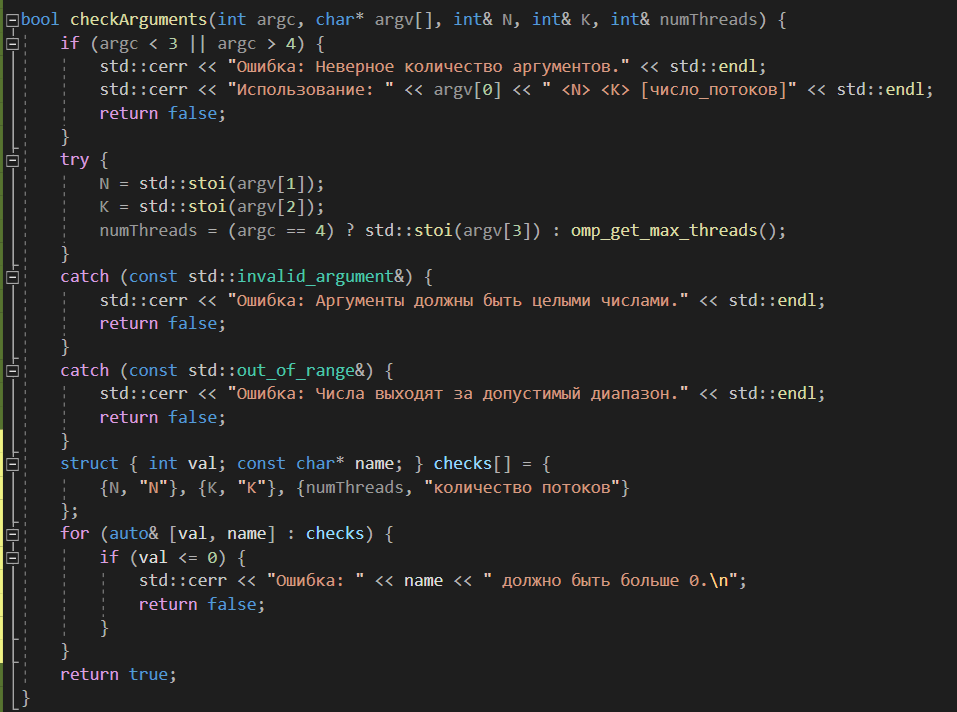 bool checkArguments(int argc, char* argv[], int& N, int& K, int& numThreads) {
    if (argc < 3 || argc > 4) {
        std::cerr << "Ошибка: Неверное количество аргументов." << std::endl;
        std::cerr << "Использование: " << argv[0] << " <N> <K> [число_потоков]" << std::endl;
        return false;
    }
    try {
        N = std::stoi(argv[1]);
        K = std::stoi(argv[2]);
        numThreads = (argc == 4) ? std::stoi(argv[3]) : omp_get_max_threads();
    }
    catch (const std::invalid_argument&) {
        std::cerr << "Ошибка: Аргументы должны быть целыми числами." << std::endl;
        return false;
    }
    catch (const std::out_of_range&) {
        std::cerr << "Ошибка: Числа выходят за допустимый диапазон." << std::endl;
        return false;
    }
    struct { int val; const char* name; } checks[] = {
        {N, "N"}, {K, "K"}, {numThreads, "количество потоков"}
    };
    for (auto& [val, name] : checks) {
        if (val <= 0) {
            std::cerr << "Ошибка: " << name << " должно быть больше 0.\n";
            return false;
        }
    }
    return true;
}